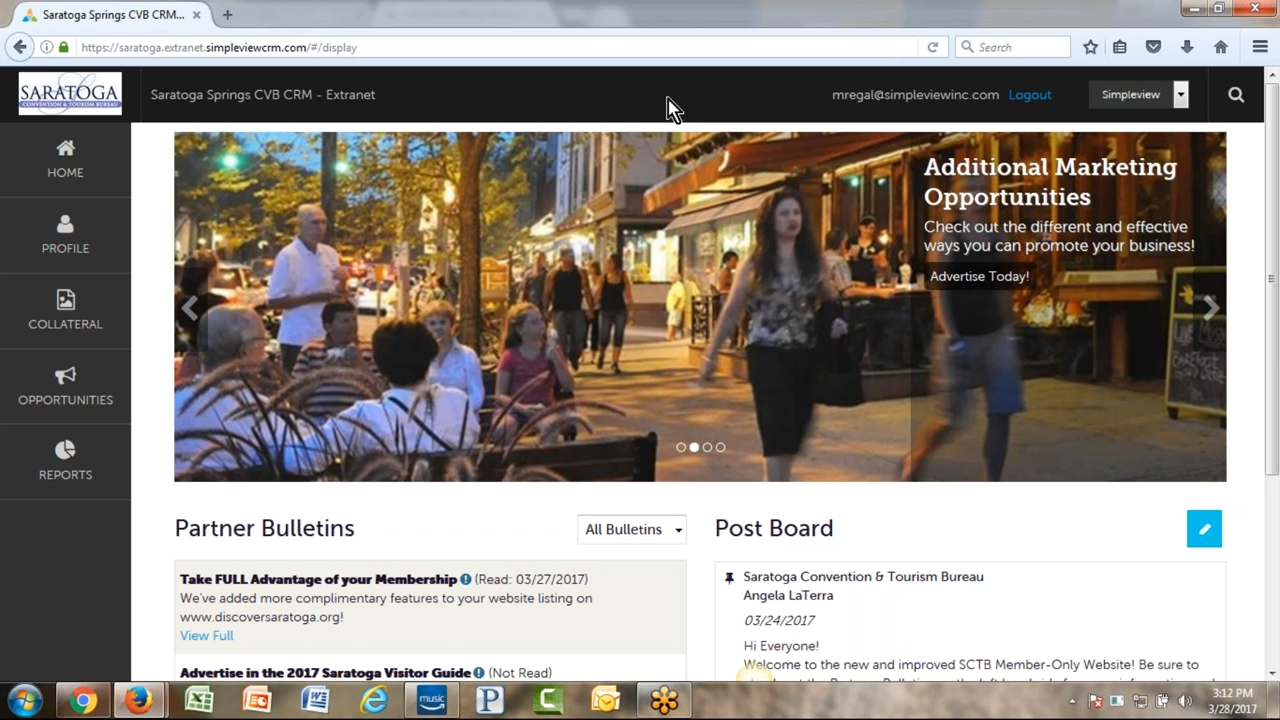 Saratoga Springs CVB CRM...
https://saratoga.extranet.simpleviewcrm.com/#/display
Search
SARATOGA
CONVENTION & TOURISM BUREAU
Saratoga Springs CVB CRM - Extranet
mregal@simpleviewinc.com Logout
Simpleview
HOME
PROFILE
COLLATERAL
OPPORTUNITIES
REPORTS
Additional Marketing
Opportunities
Check out the different and effective
ways you can promote your business!
Advertise Today!
Partner Bulletins
All Bulletins
Take FULL Advantage of your Membership (Read: 03/27/2017)
We've added more complimentary features to your website listing on
www.discoversaratoga.org!
View Full
Advertise in the 2017 Saratoga Visitor Guide (Not Read)
Post Board
Saratoga Convention & Tourism Bureau
Angela LaTerra
03/24/2017
Hi Everyone!
Welcome to the new and improved SCTB Member-Only Website! Be sure to
music
3:12 PM
3/28/2017